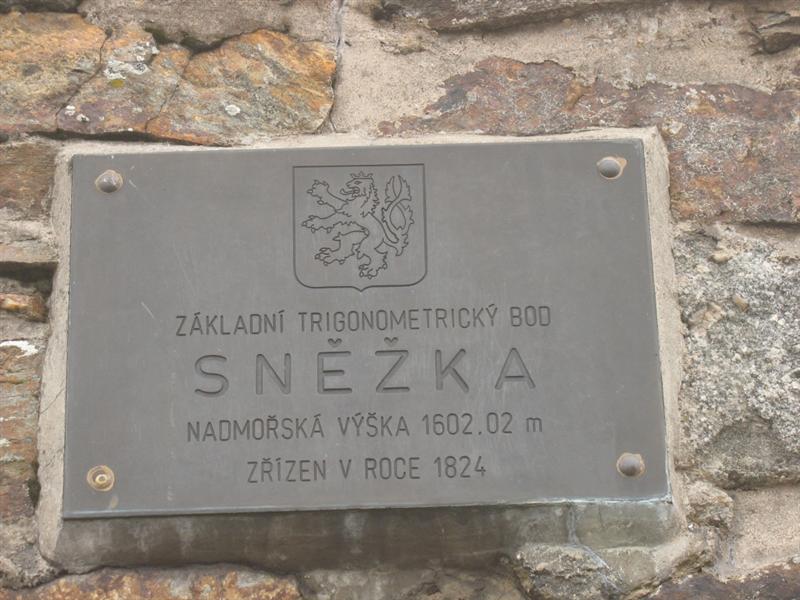 ZÁKLADNÍ TRIGONOMETRICKÝ BOD
SNĚŽKA
NADMOŘSKÁ VÝŠKA 1602.02 m
ZŘÍZEN V ROCE 1824